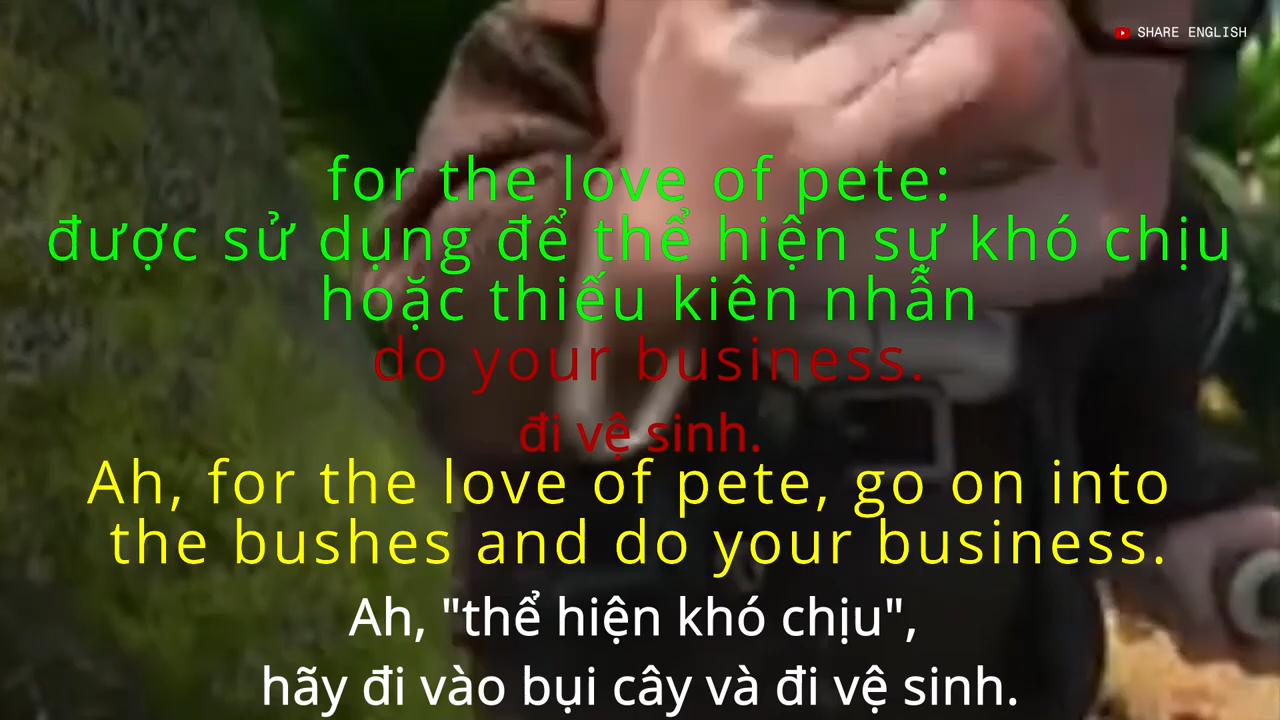 SHARE ENGLISH
for the love of pete:
được sử dụng để thể hiện sự khó chịu
hoặc thiếu kiên nhẫn
do your business.
đi vệ sinh.
Ah, for the love of pete, go on into
the bushes and do your business.
Ah, "thể hiện khó chịu",
hãy đi vào bụi cây và đi vệ sinh.